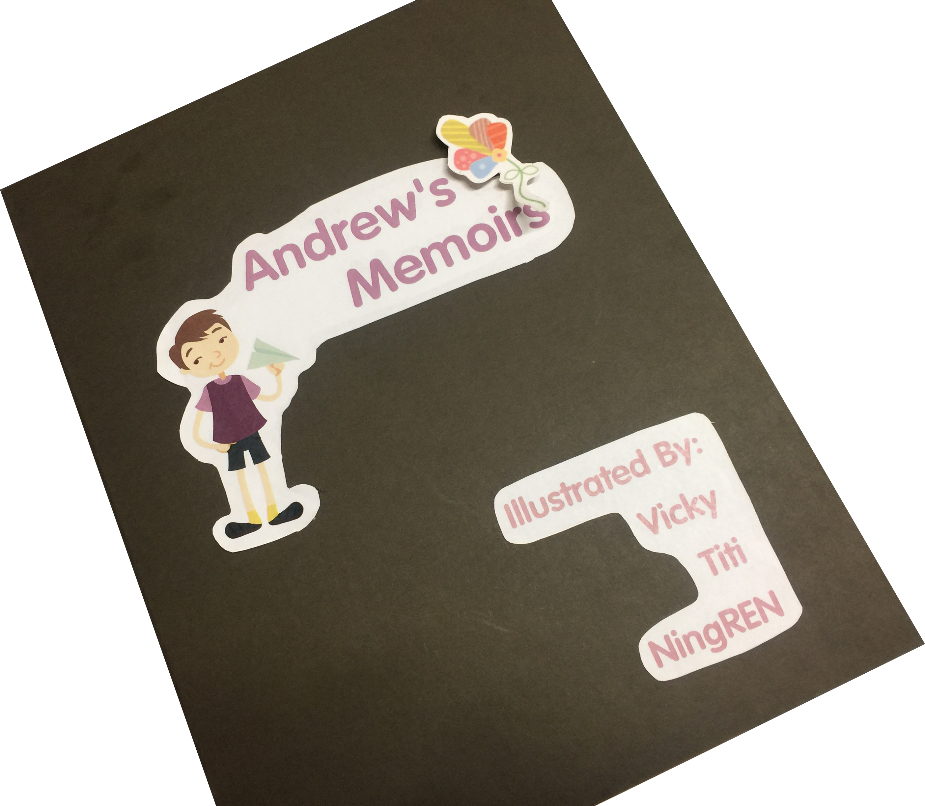 Andrew's
Memoirs
Illustrated By:
Vicky
Titi
NingREN